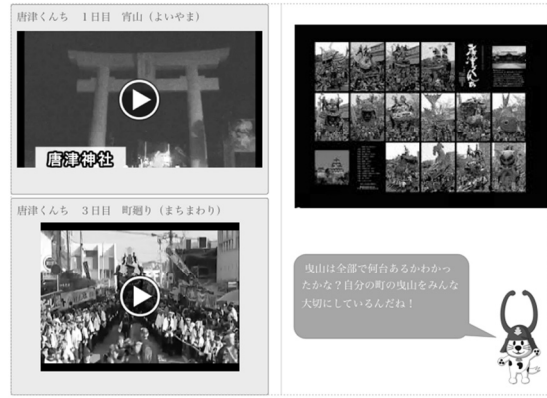 唐津くんち　１日目　宵山（よいやま）
唐津神社
唐津くんち　３日目　町廻り（まちまわり）
曳山は全部で何台あるかわかっ
たかな？自分の町の曳山をみんな
大切にしているんだね！